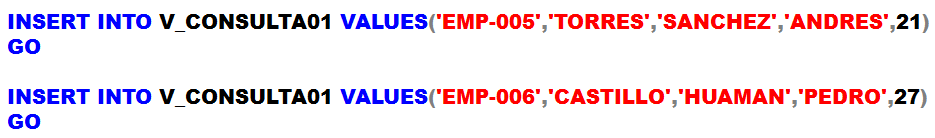 INSERT INTO V_CONSULTA01 VALUES('EMP-005','TORRES','SANCHEZ','ANDRES',21)
GO
INSERT INTO V_CONSULTA01 VALUES('EMP-006','CASTILLO','HUAMAN','PEDRO',27)
GO